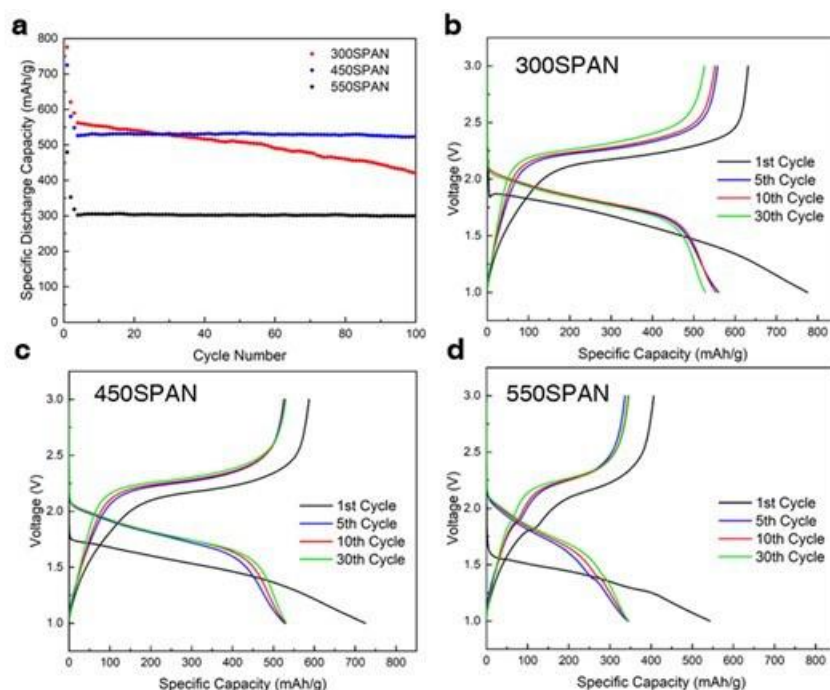 a
800
700
600
500
400
300
200
100
0
Specific Discharge Capacity (mAh/g)
300SPAN
450SPAN
550SPAN
0 20 40 60 80 100
Cycle Number
b
300SPAN
3.0
2.5
2.0
1.5
1.0
Voltage (V)
1st Cycle
5th Cycle
10th Cycle
30th Cycle
0 100 200 300 400 500 600 700 800
Specific Capacity (mAh/g)
c
450SPAN
3.0
2.5
2.0
1.5
1.0
Voltage (V)
1st Cycle
5th Cycle
10th Cycle
30th Cycle
0 100 200 300 400 500 600 700 800
Specific Capacity (mAh/g)
d
550SPAN
3.0
2.5
2.0
1.5
1.0
Voltage (V)
1st Cycle
5th Cycle
10th Cycle
30th Cycle
0 100 200 300 400 500 600 700 800
Specific Capacity (mAh/g)